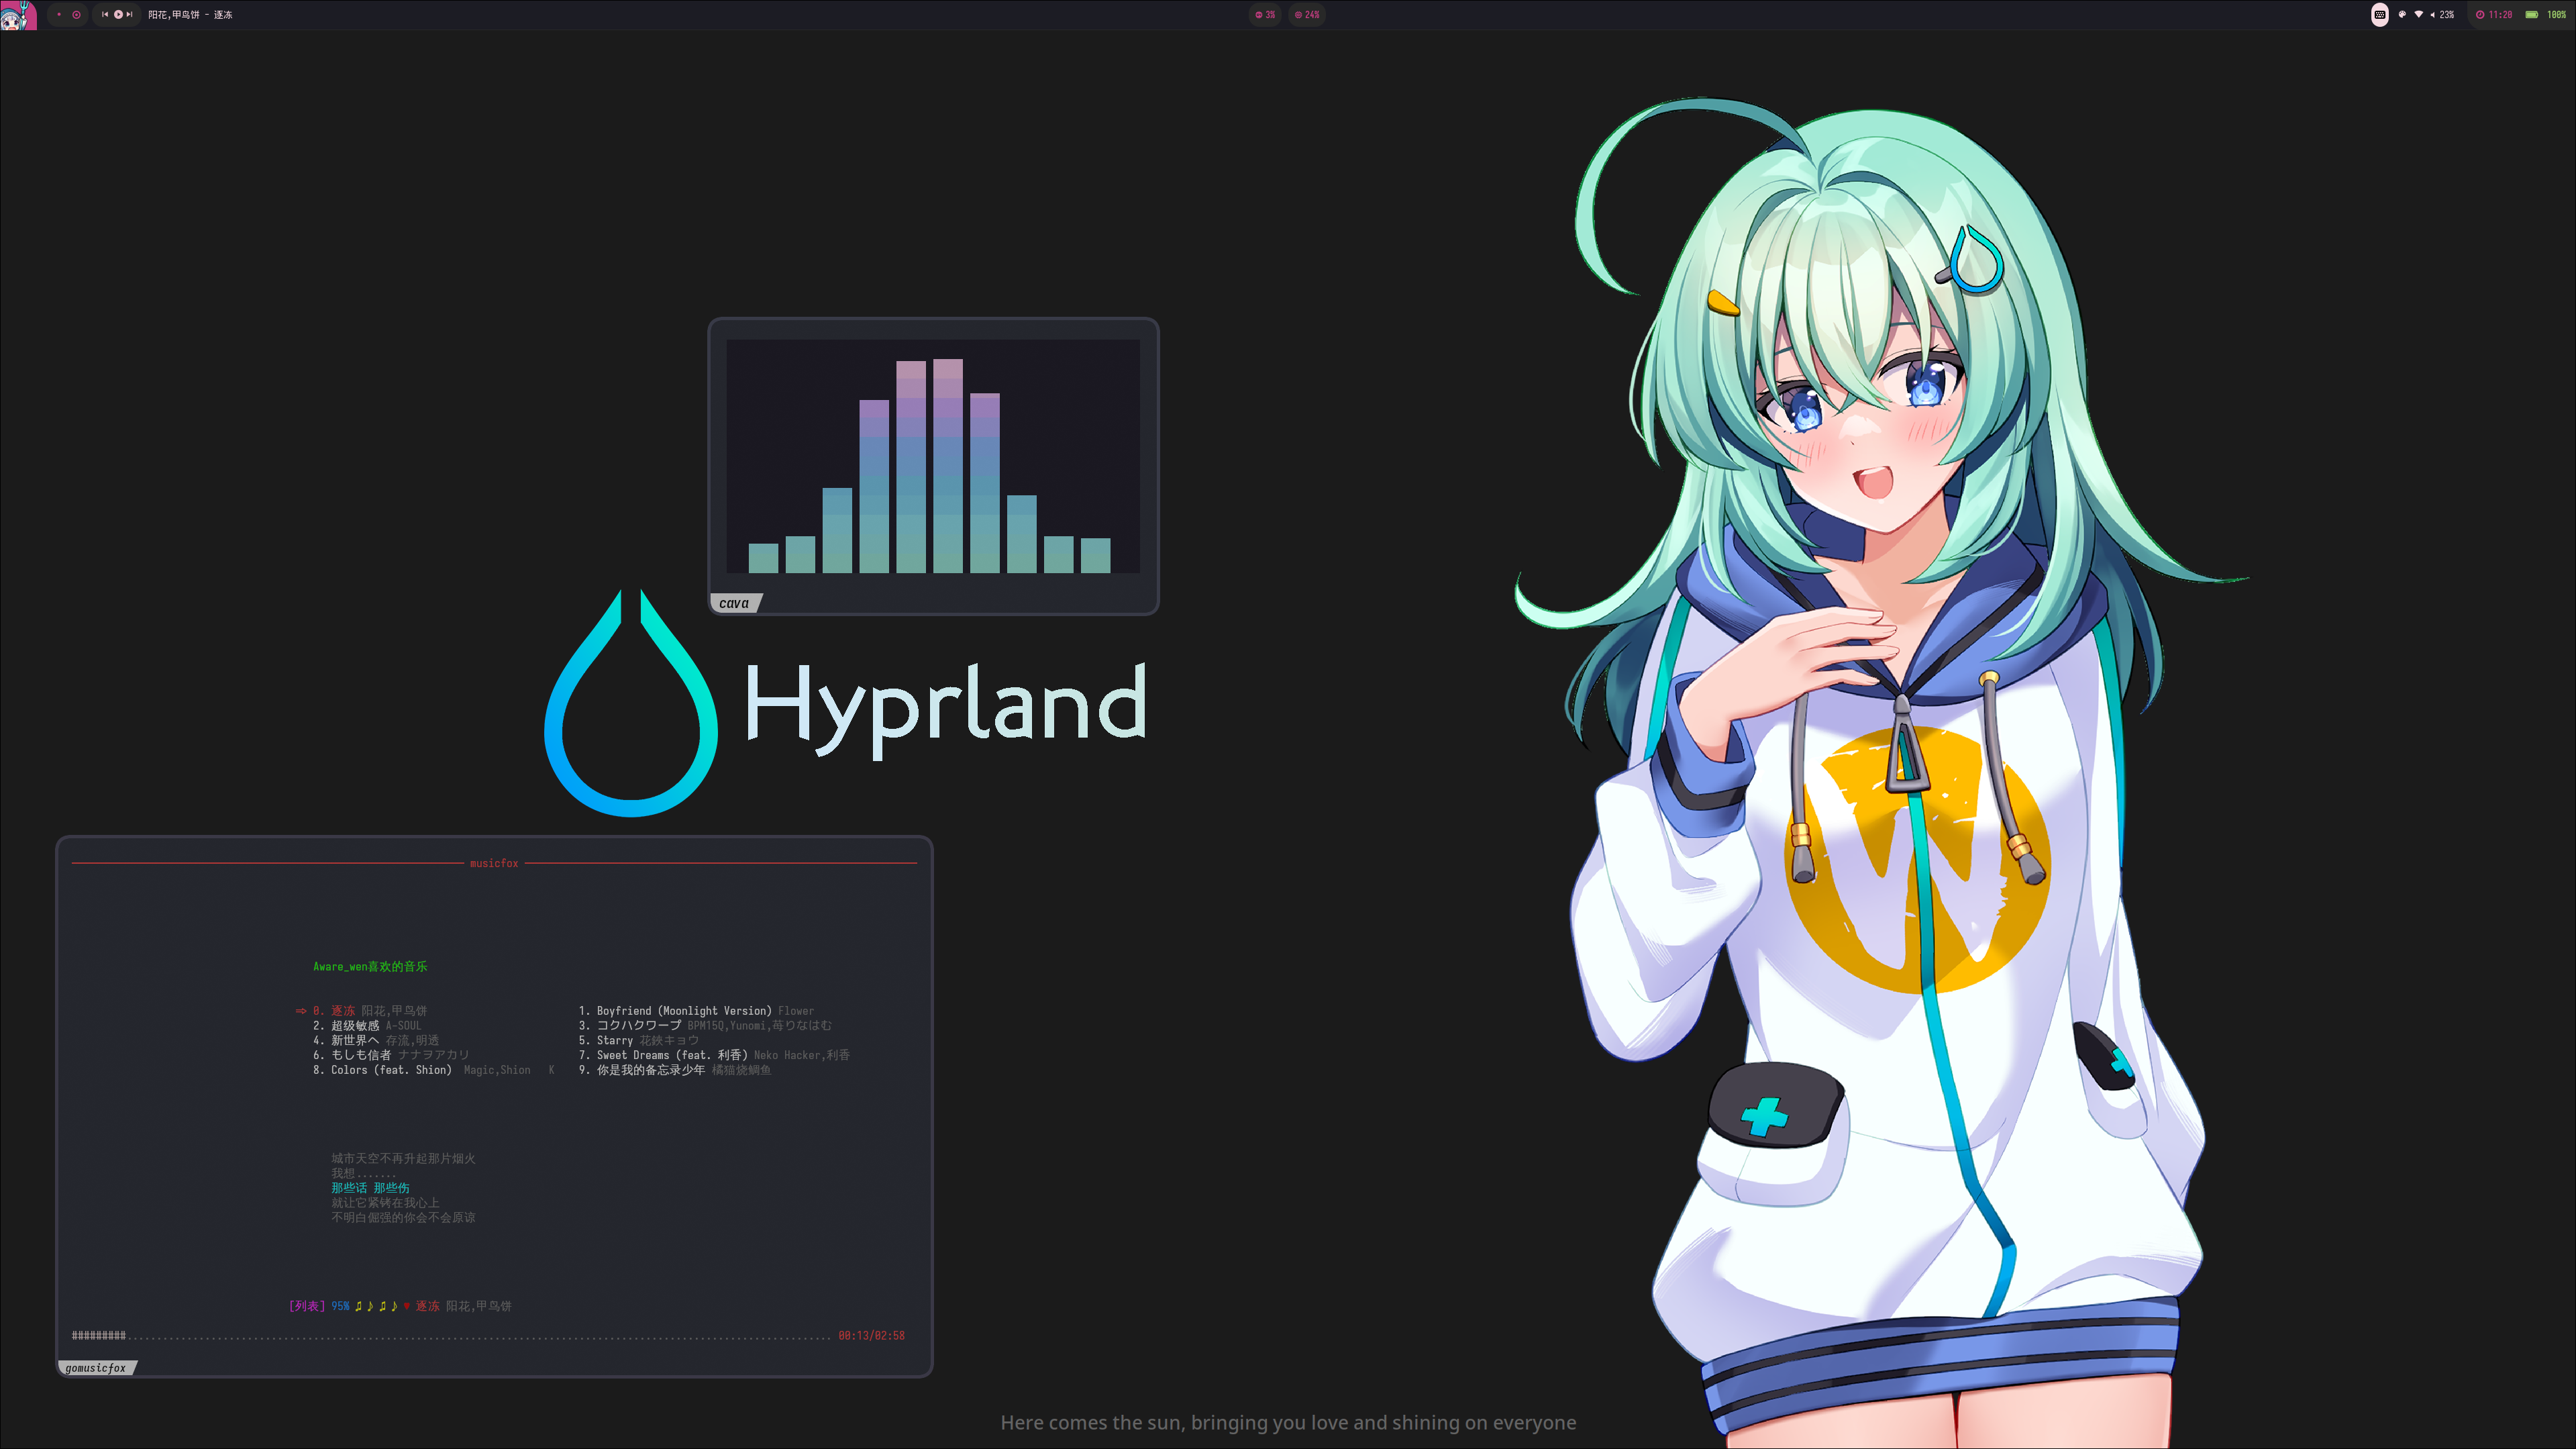 阳花,甲鸟饼 - 逐冻
3%
24%
23%
11:20
100%
cava
Hyprland
musicfox
Aware_wen喜欢的音乐
⇒ 0. 逐冻 阳花,甲鸟饼
1. Boyfriend (Moonlight Version) Flower
2. 超级敏感 A-SOUL
3. コクハクワープ BPM15Q,Yunomi,苺りなはむ
4. 新世界へ 存流,明透
5. Starry 花鋏キョウ
6. もしも信者 ナナヲアカリ
7. Sweet Dreams (feat. 利香) Neko Hacker,利香
8. Colors (feat. Shion) Magic,Shion K
9. 你是我的备忘录少年 橘猫烧鲷鱼
城市天空不再升起那片烟火
我想.......
那些话 那些伤
就让它紧铐在我心上
不明白倔强的你会不会原谅
[列表] 95% ♫ ♪ ♫ ♪ ♥ 逐冻 阳花,甲鸟饼
######### 00:13/02:58
gomusicfox
W
Here comes the sun, bringing you love and shining on everyone